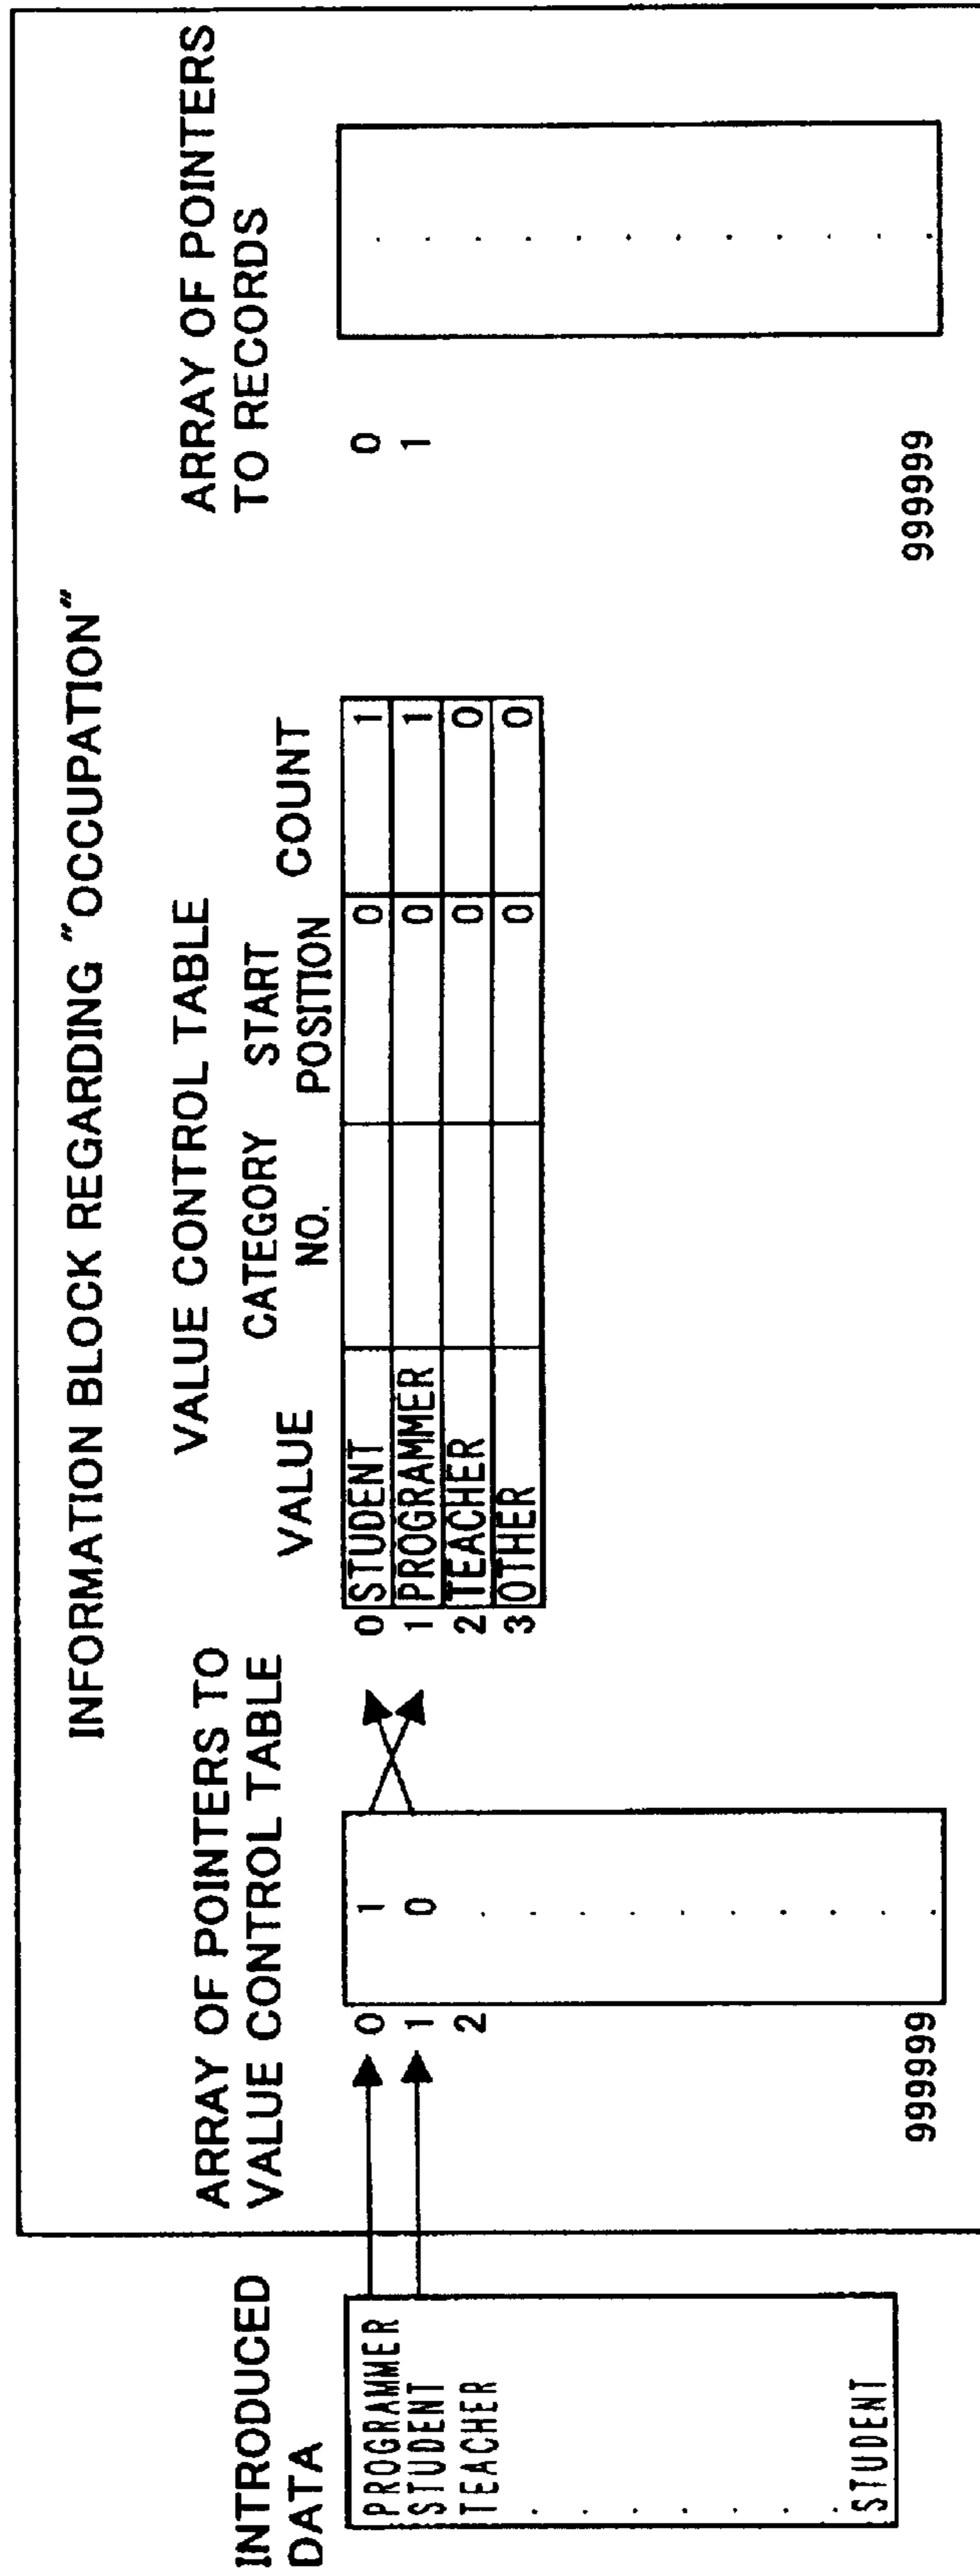 INFORMATION BLOCK REGARDING "OCCUPATION"
INTRODUCED
DATA
PROGRAMMER
STUDENT
TEACHER
STUDENT
ARRAY OF POINTERS TO
VALUE CONTROL TABLE
0 1
1 0
2
999999
VALUE CONTROL TABLE
VALUE CATEGORY NO. START POSITION COUNT
0 STUDENT 0 1
1 PROGRAMMER 0 1
2 TEACHER 0 0
3 OTHER 0 0
ARRAY OF POINTERS
TO RECORDS
0
1
999999